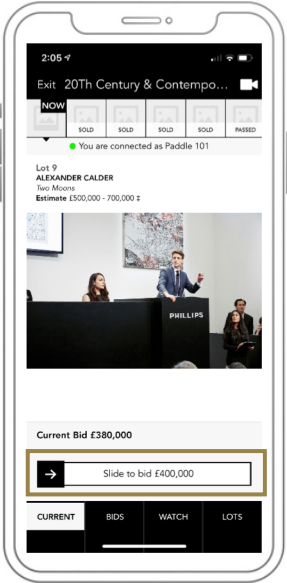 2:05
Exit 20Th Century & Contempo...
NOW
SOLD SOLD SOLD SOLD PASSED
You are connected as Paddle 101
Lot 9
ALEXANDER CALDER
Two Moons
Estimate £500,000 - 700,000 ‡
PHILLIPS
Current Bid £380,000
→ Slide to bid £400,000
CURRENT BIDS WATCH LOTS